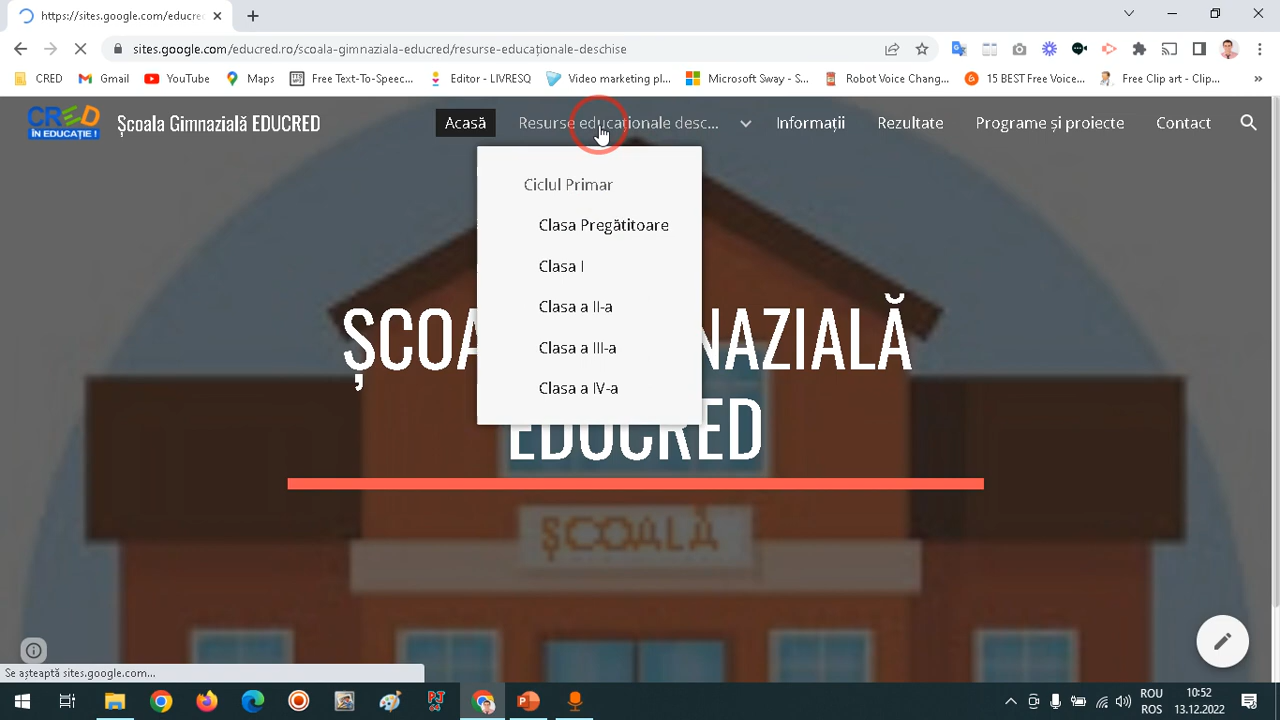 https://sites.google.com/educre
sites.google.com/educred.ro/scoala-gimnaziala-educred/resurse-educaționale-deschise
CRED
Gmail
YouTube
Maps
Free Text-To-Speec...
Editor - LIVRESQ
Video marketing pl...
Microsoft Sway - S...
Robot Voice Chang...
15 BEST Free Voice...
Free Clip art - Clip...
»
CRED
ÎN EDUCAȚIE !
Școala Gimnazială EDUCRED
Acasă
Resurse educaționale desc...
Informații
Rezultate
Programe și proiecte
Contact
Ciclul Primar
Clasa Pregătitoare
Clasa I
Clasa a II-a
Clasa a III-a
Clasa a IV-a
ȘCOA NAZIALĂ
EDUCRED
ȘCOALĂ
Se așteaptă sites.google.com...
ROU
ROS
10:52
13.12.2022